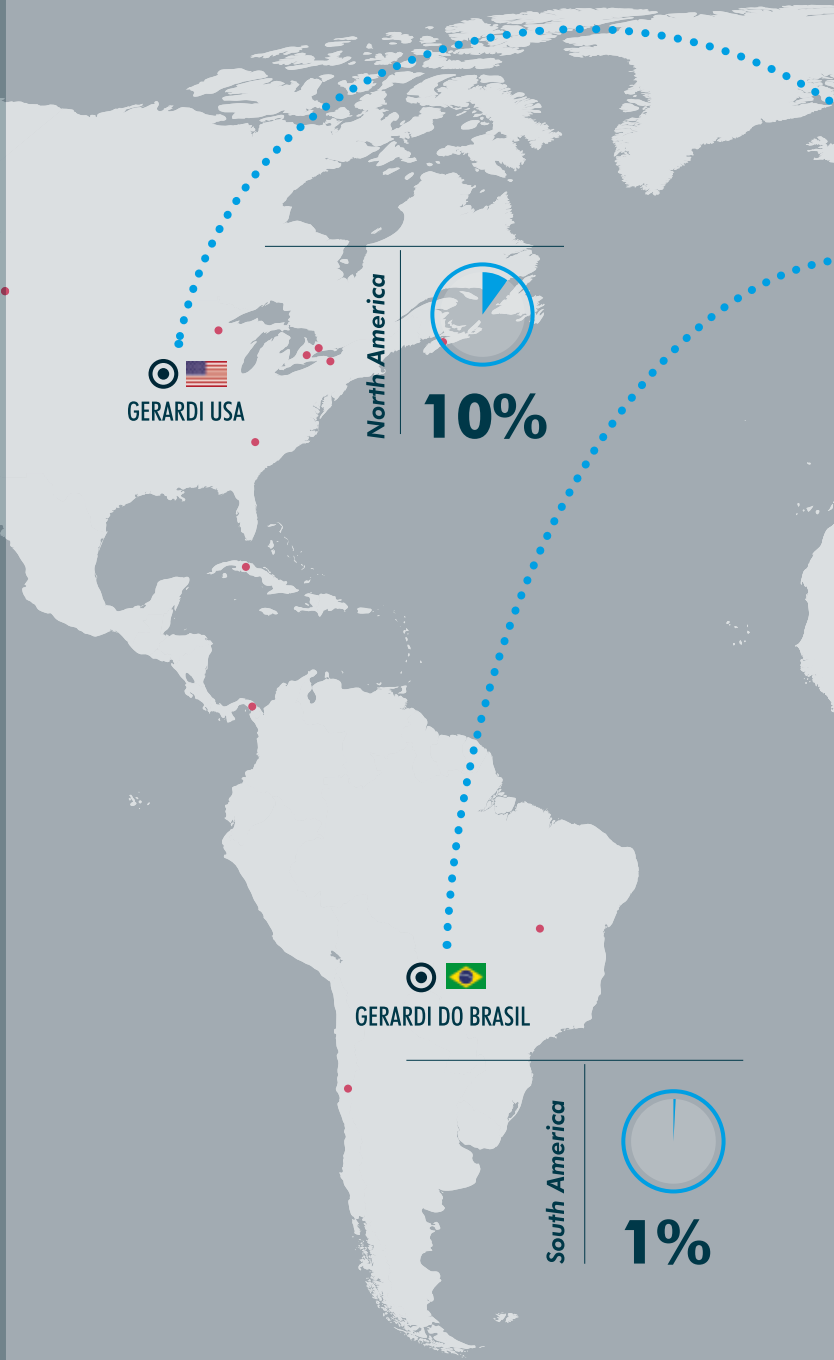 North America
10%
GERARDI USA
GERARDI DO BRASIL
South America
1%